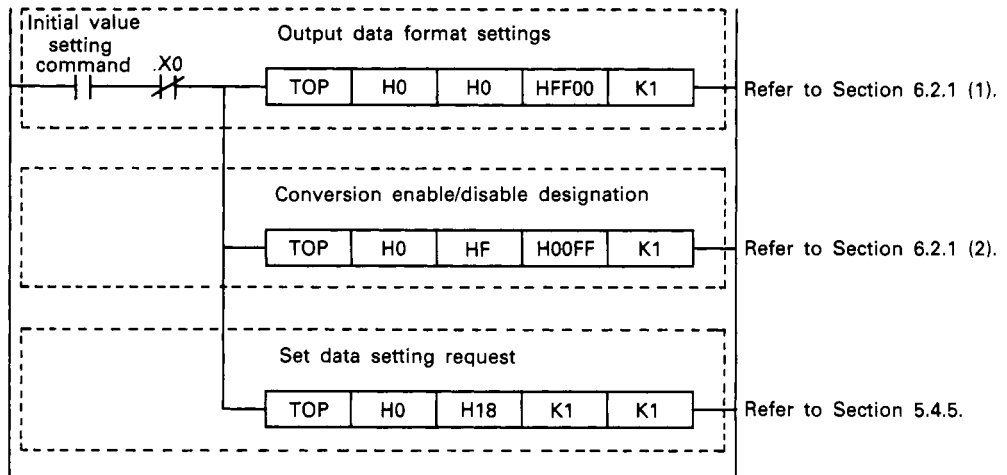 Initial value
setting
command
X0
Output data format settings
TOP H0 H0 HFF00 K1
Refer to Section 6.2.1 (1).
Conversion enable/disable designation
TOP H0 HF H00FF K1
Refer to Section 6.2.1 (2).
Set data setting request
TOP H0 H18 K1 K1
Refer to Section 5.4.5.